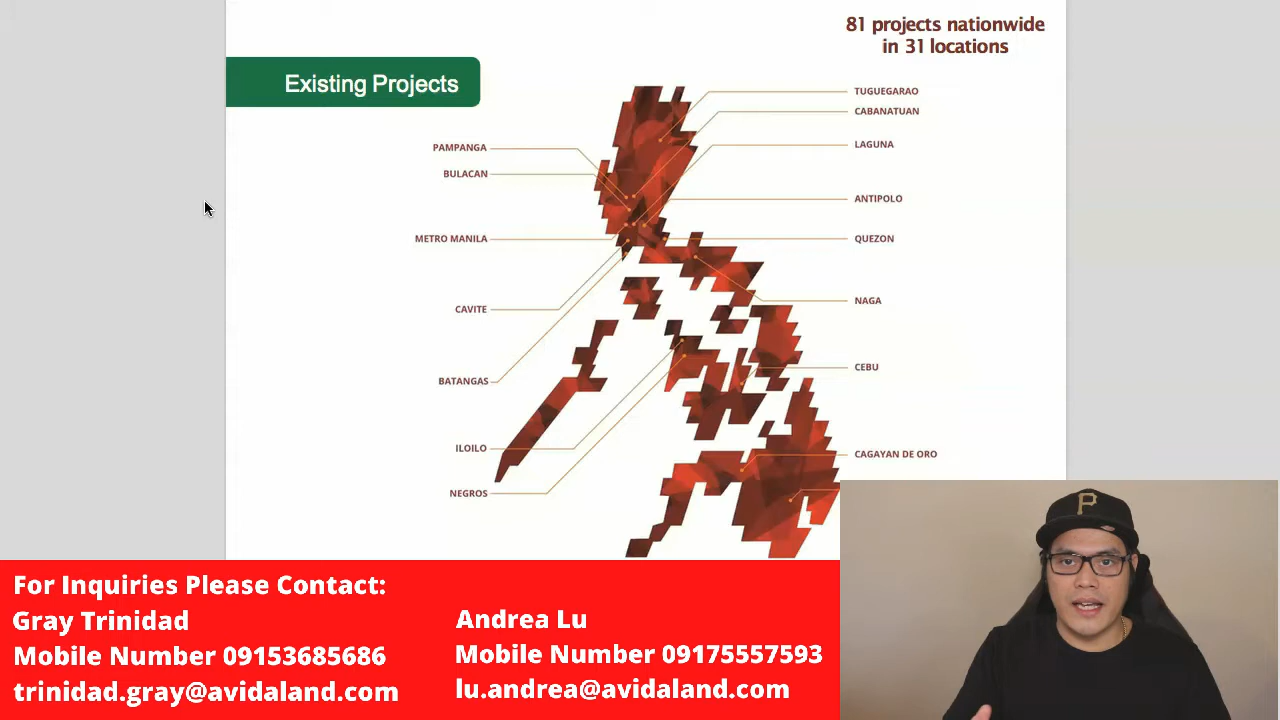 81 projects nationwide
in 31 locations
Existing Projects
TUGUEGARAO
CABANATUAN
LAGUNA
ANTIPOLO
QUEZON
NAGA
CEBU
CAGAYAN DE ORO
PAMPANGA
BULACAN
METRO MANILA
CAVITE
BATANGAS
ILOILO
NEGROS
For Inquiries Please Contact:
Gray Trinidad
Mobile Number 09153685686
trinidad.gray@avidaland.com
Andrea Lu
Mobile Number 09175557593
lu.andrea@avidaland.com
P